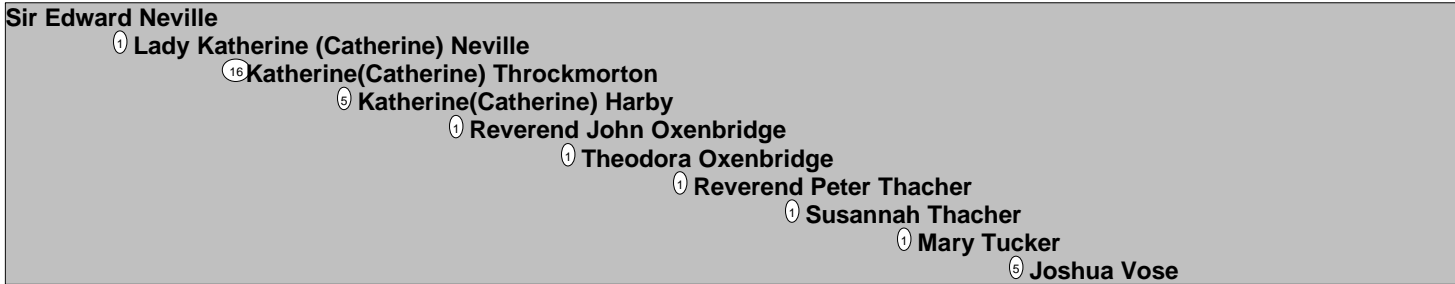 Sir Edward Neville
1 Lady Katherine (Catherine) Neville
16 Katherine(Catherine) Throckmorton
5 Katherine(Catherine) Harby
1 Reverend John Oxenbridge
1 Theodora Oxenbridge
1 Reverend Peter Thacher
1 Susannah Thacher
1 Mary Tucker
5 Joshua Vose